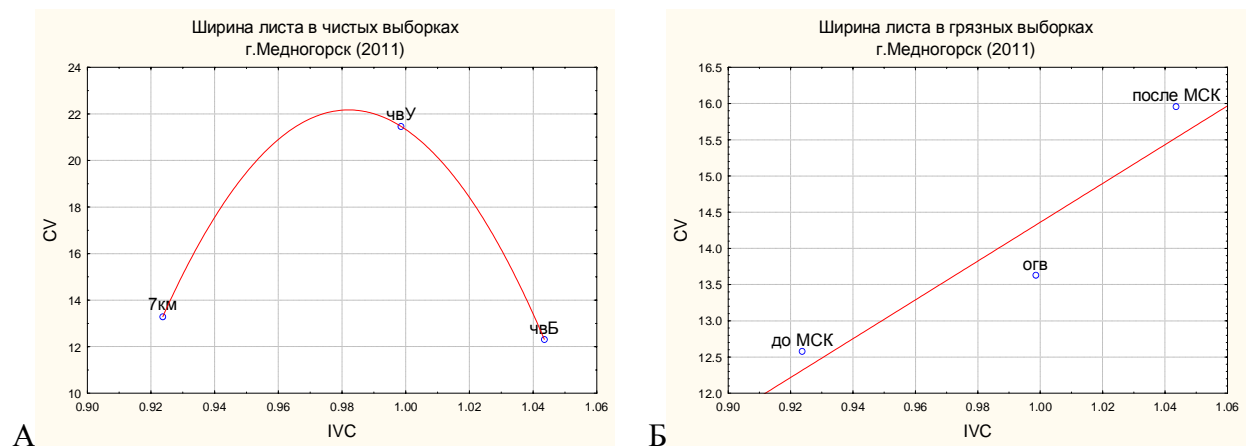 Ширина листа в чистых выборках
г.Медногорск (2011)
24
22
20
18
16
14
12
10
CV
чвУ
7км
чвБ
0.90 0.92 0.94 0.96 0.98 1.00 1.02 1.04 1.06
IVC
А
Ширина листа в грязных выборках
г.Медногорск (2011)
16.5
16.0
15.5
15.0
14.5
14.0
13.5
13.0
12.5
12.0
CV
после МСК
огв
до МСК
0.90 0.92 0.94 0.96 0.98 1.00 1.02 1.04 1.06
IVC
Б